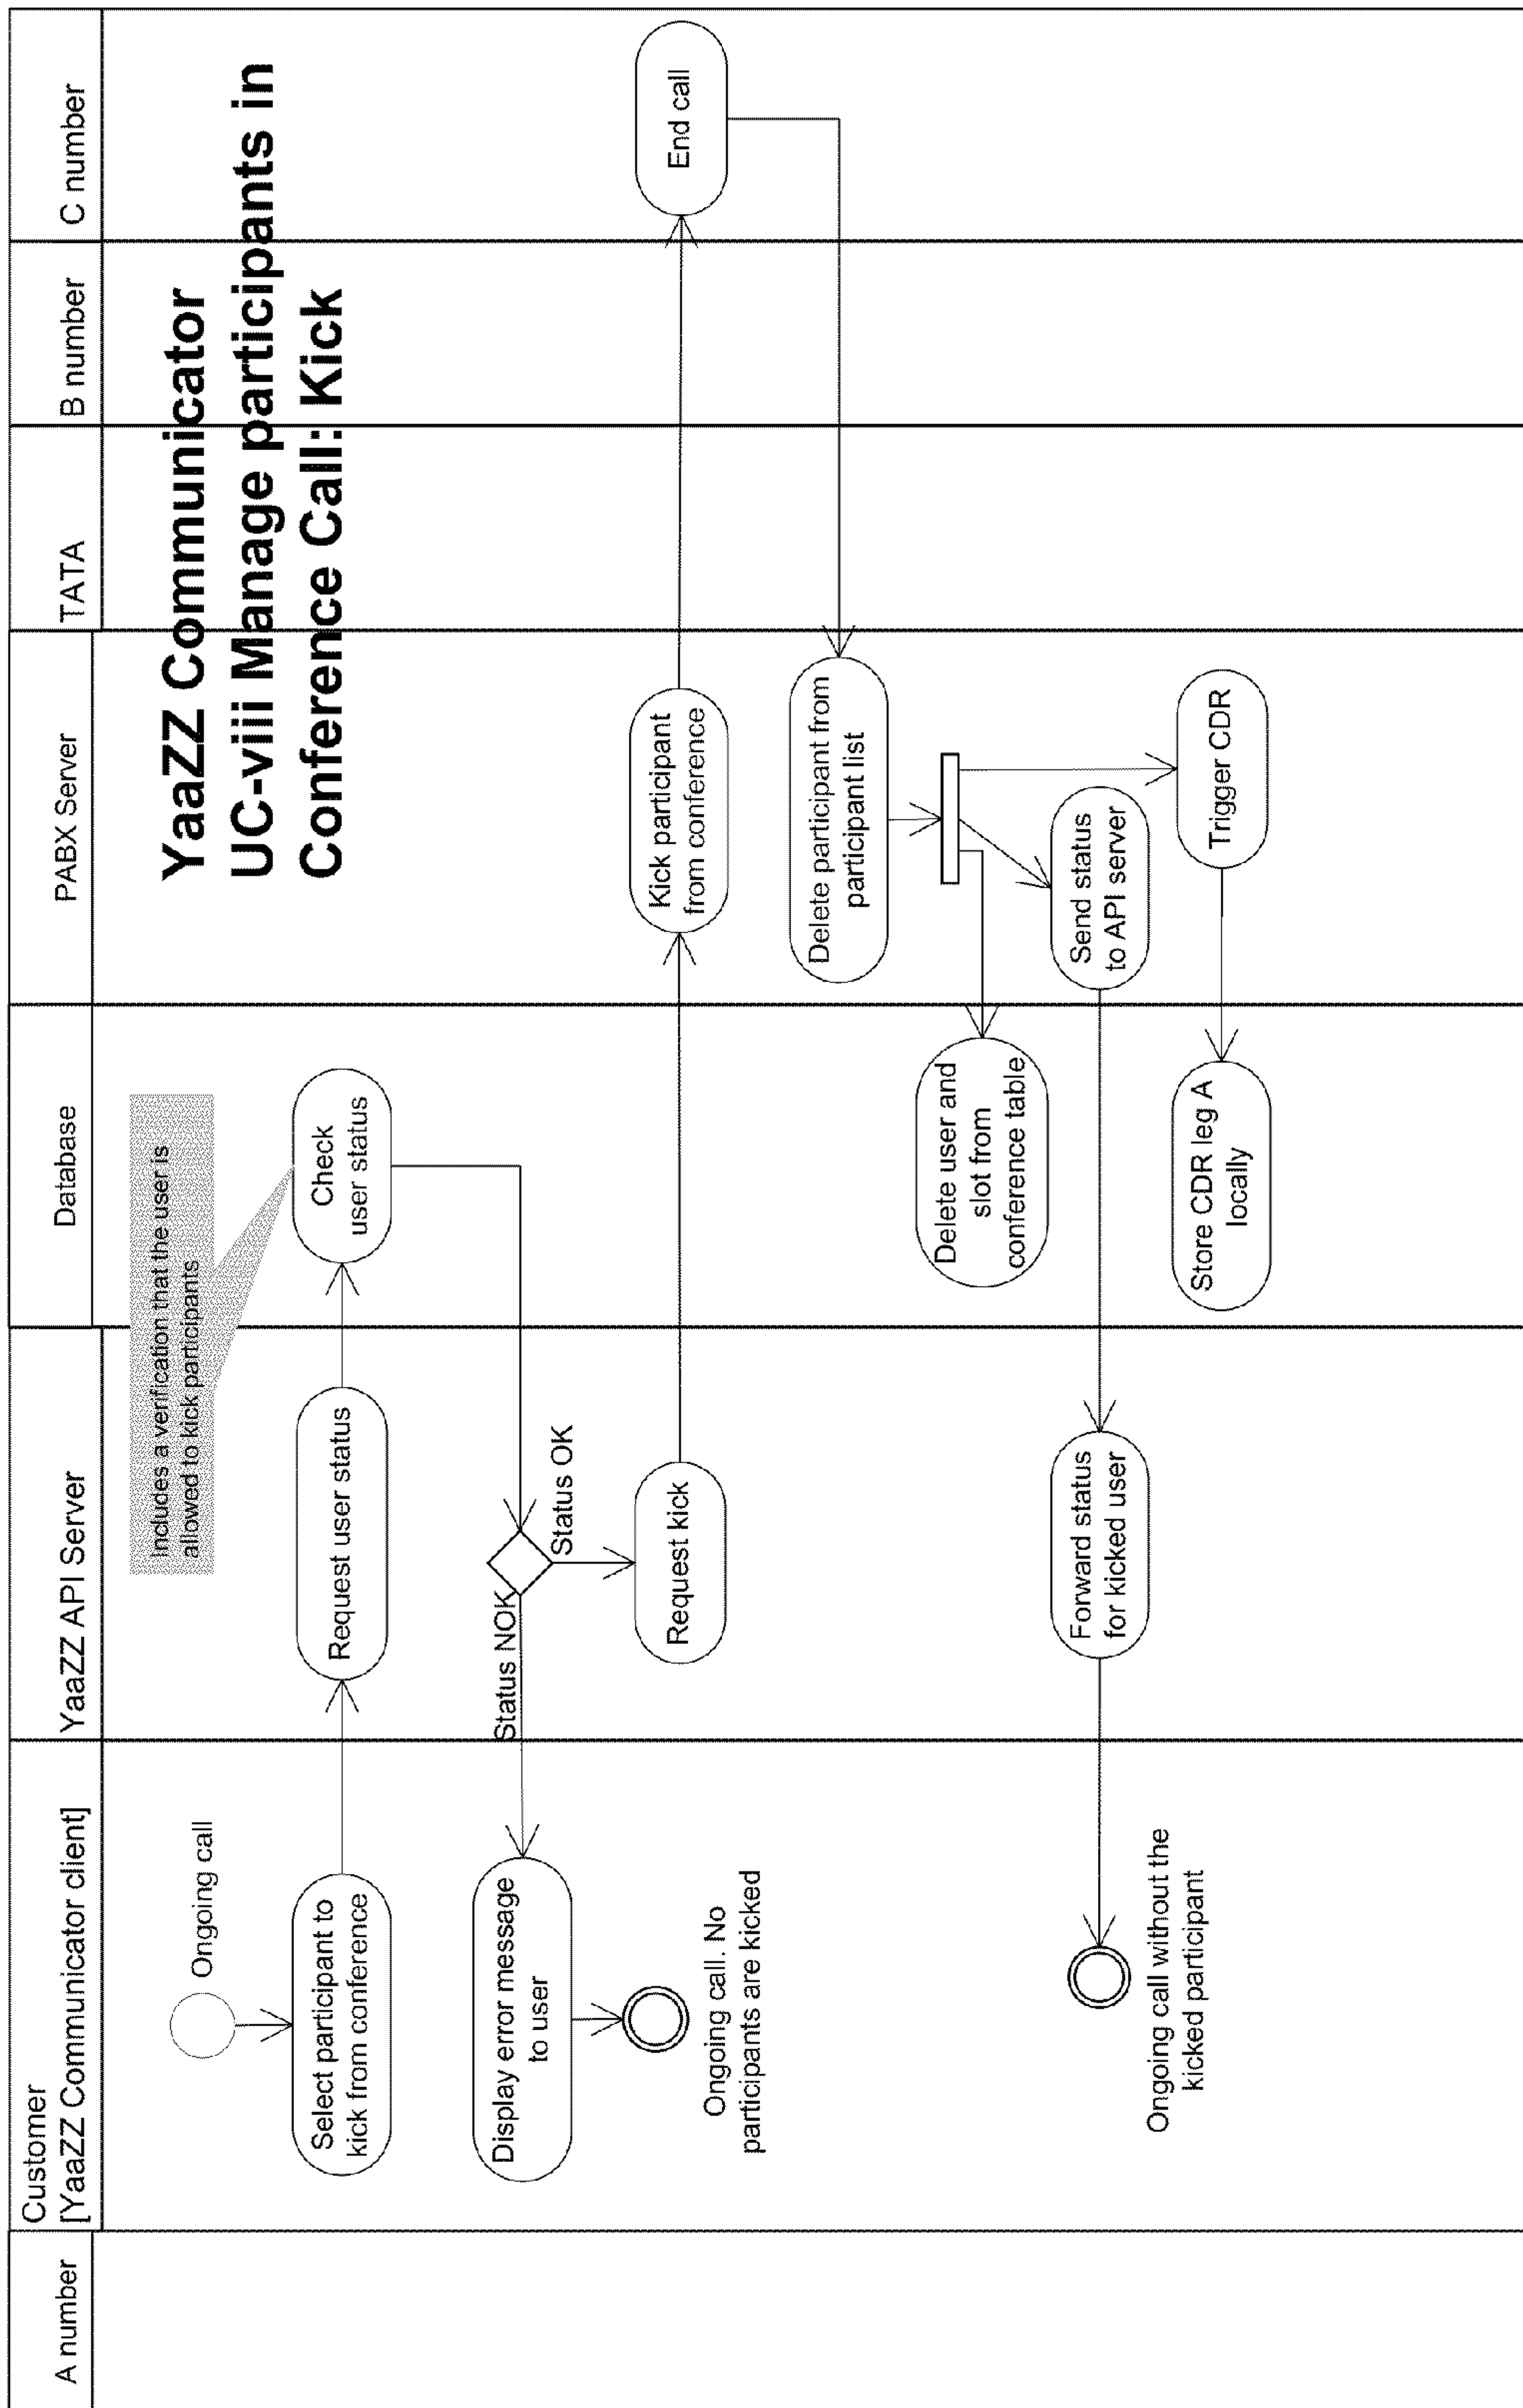 A number
Customer
[YaaZZ Communicator client]
YaaZZ API Server
Database
PABX Server
TATA
B number
C number
YaaZZ Communicator
UC-viii Manage participants in
Conference Call: Kick
Ongoing call
Includes a verification that the user is
allowed to kick participants
Select participant to
kick from conference
Request user status
Check
user status
Status NOK
Status OK
Display error message
to user
Ongoing call. No
participants are kicked
Request kick
Kick participant
from conference
End call
Delete participant from
participant list
Delete user and
slot from
conference table
Send status
to API server
Trigger CDR
Forward status
for kicked user
Store CDR leg A
locally
Ongoing call without the
kicked participant